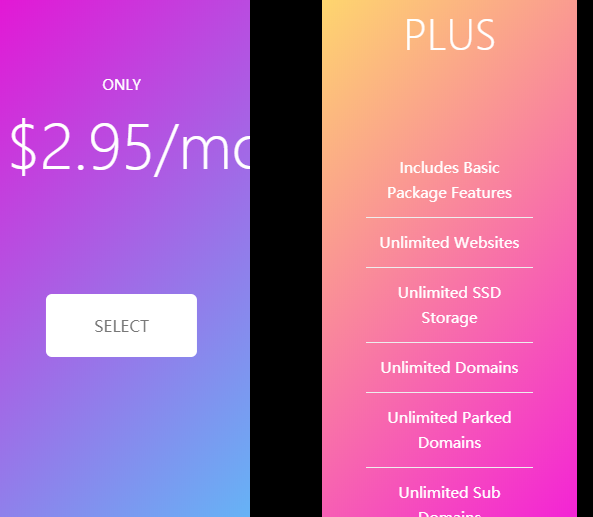 ONLY
$2.95/mo
SELECT
PLUS
Includes Basic
Package Features
Unlimited Websites
Unlimited SSD
Storage
Unlimited Domains
Unlimited Parked
Domains
Unlimited Sub
Domains